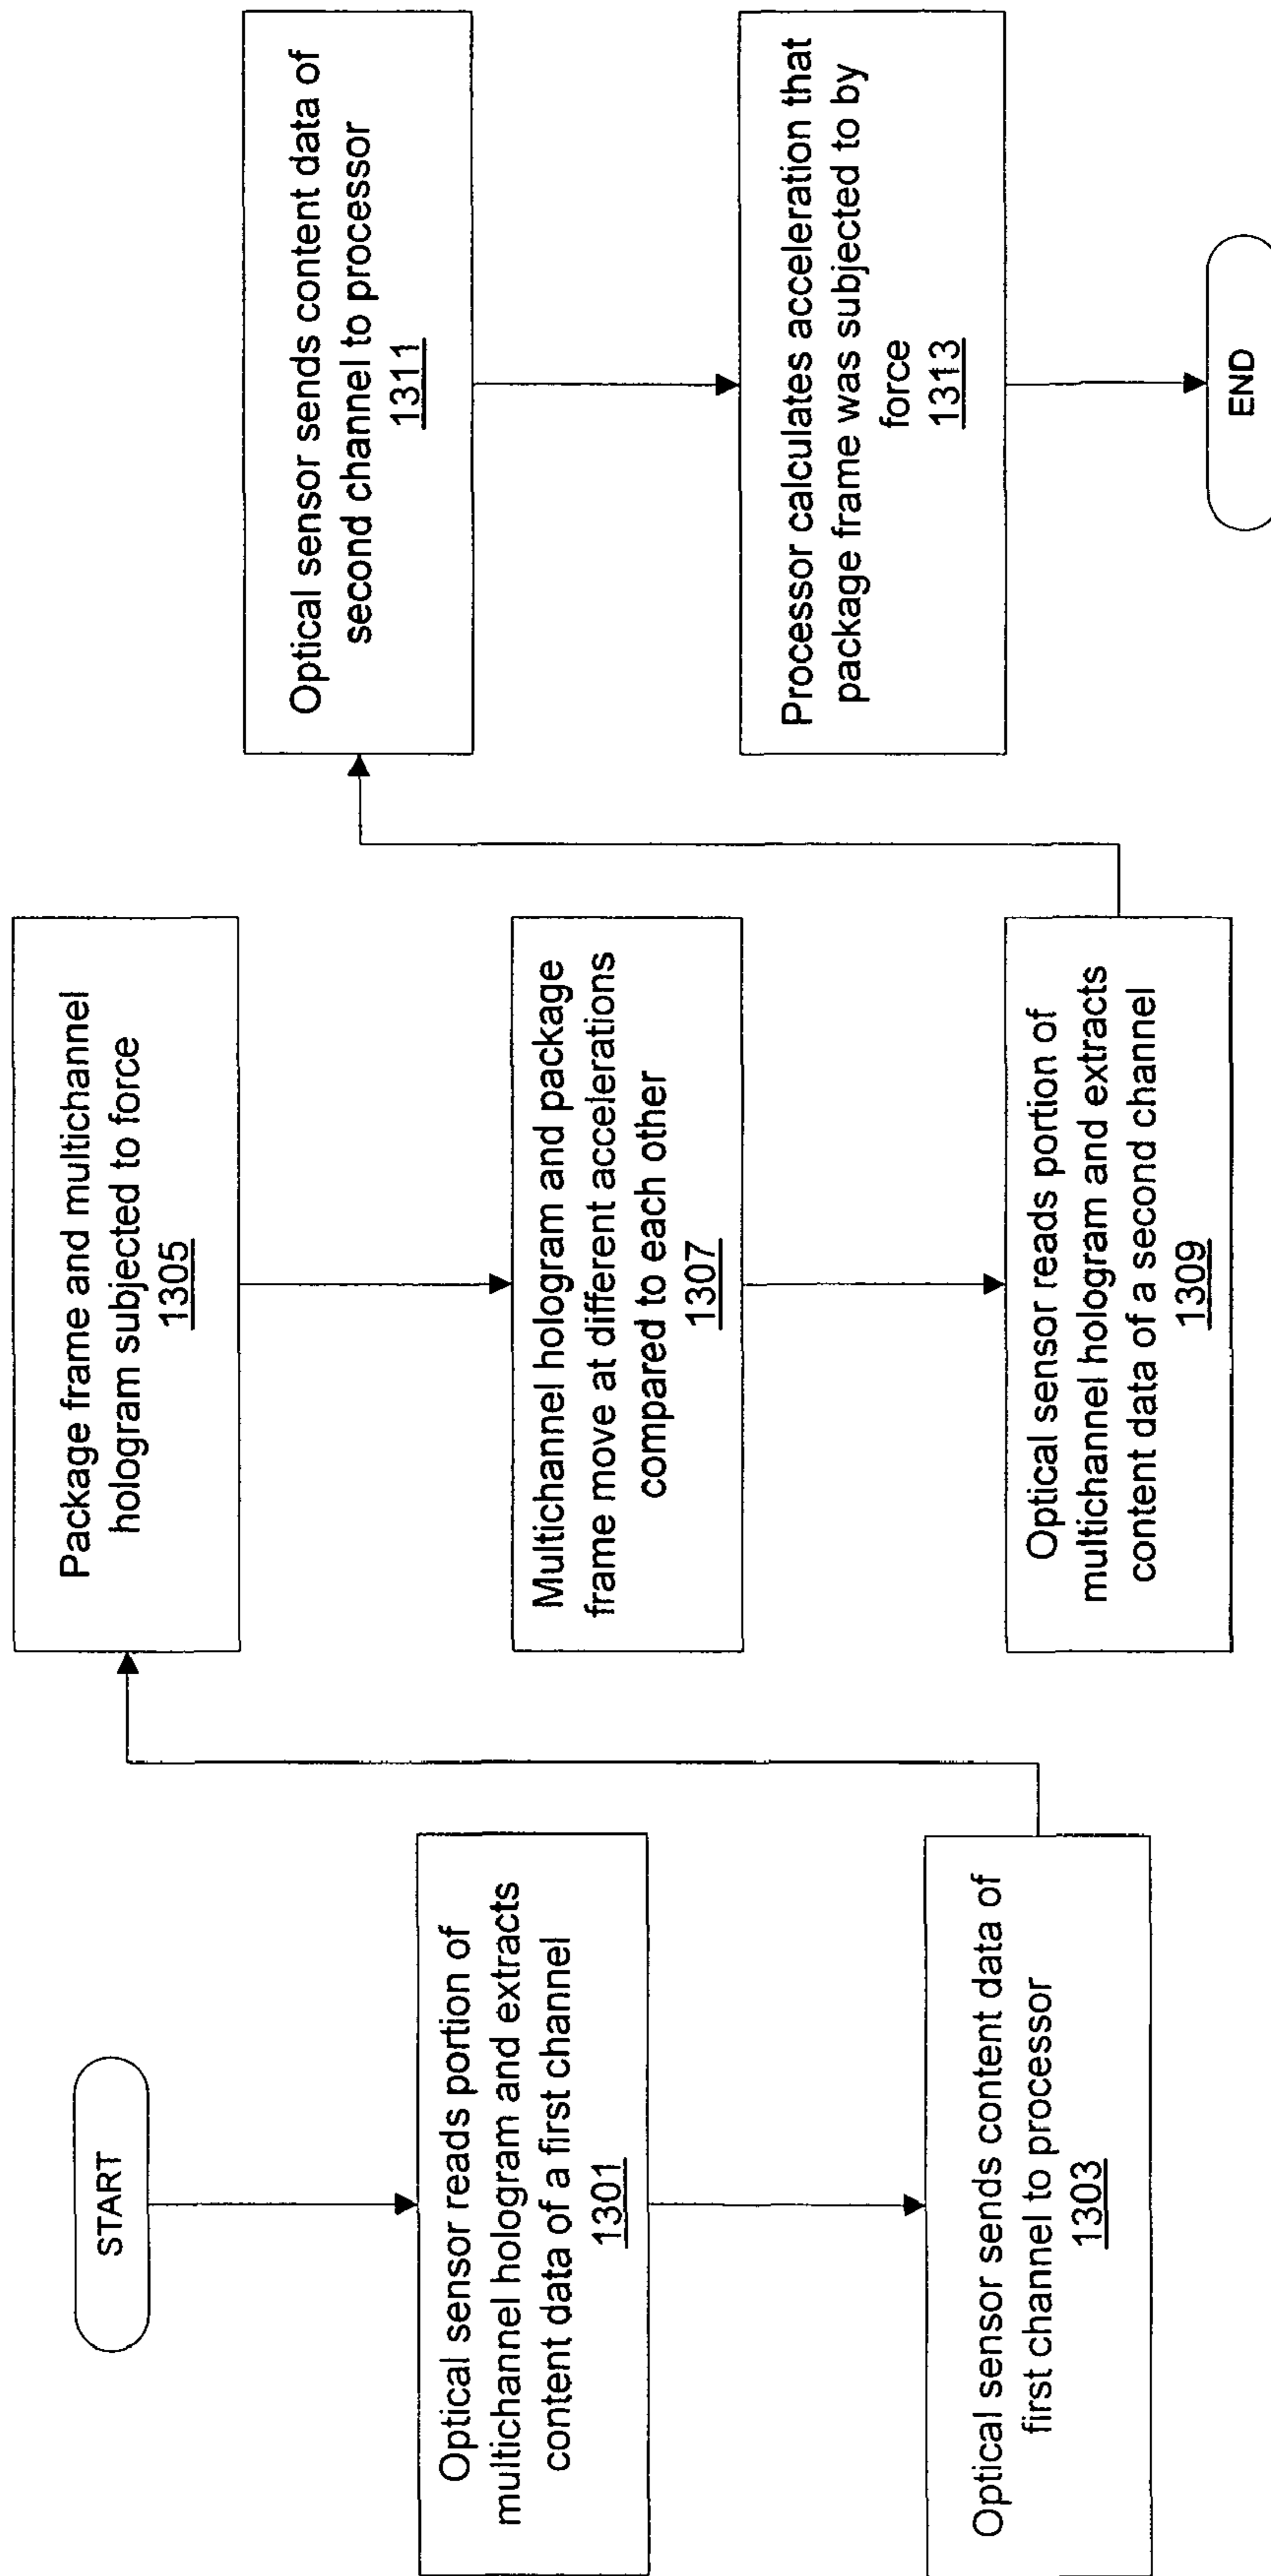 START
Optical sensor reads portion of
multichannel hologram and extracts
content data of a first channel
1301
Optical sensor sends content data of
first channel to processor
1303
Package frame and multichannel
hologram subjected to force
1305
Multichannel hologram and package
frame move at different accelerations
compared to each other
1307
Optical sensor reads portion of
multichannel hologram and extracts
content data of a second channel
1309
Optical sensor sends content data of
second channel to processor
1311
Processor calculates acceleration that
package frame was subjected to by
force
1313
END